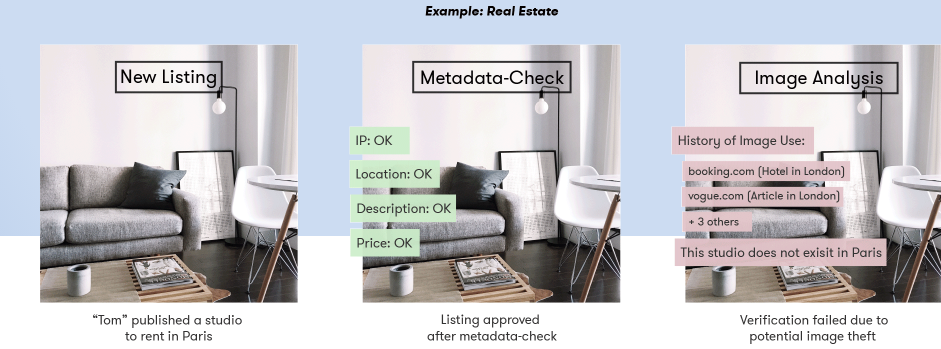 Example: Real Estate
New Listing
Metadata-Check
Image Analysis
IP: OK
Location: OK
Description: OK
Price: OK
History of Image Use:
booking.com (Hotel in London)
vogue.com (Article in London)
+ 3 others
This studio does not exisit in Paris
“Tom” published a studio
to rent in Paris
Listing approved
after metadata-check
Verification failed due to
potential image theft